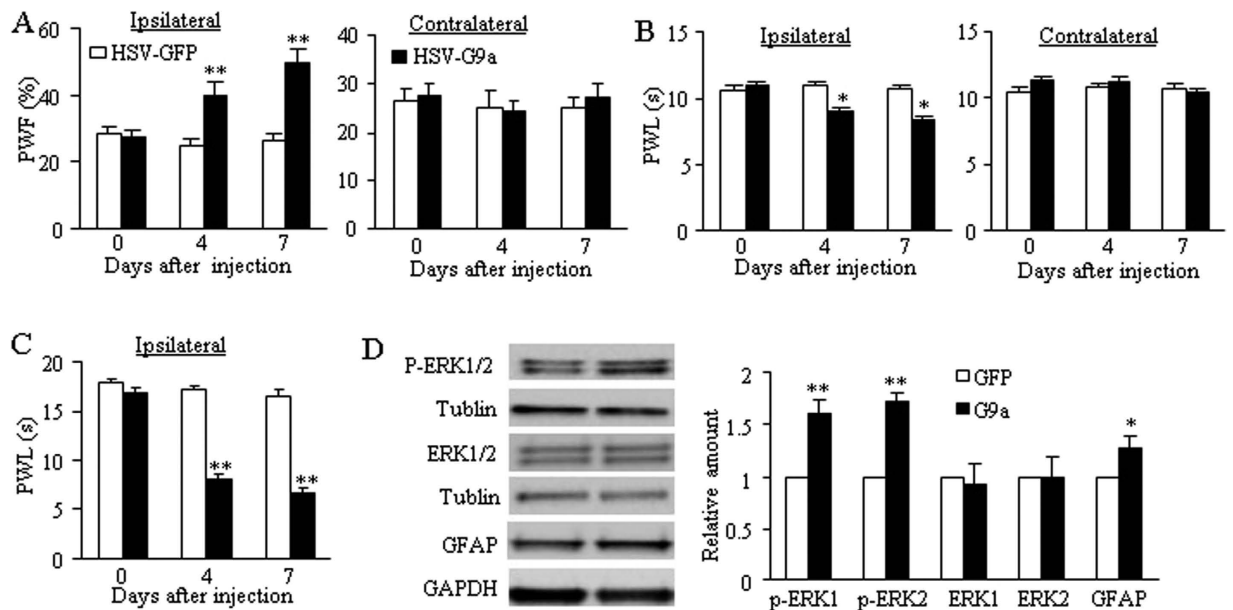 A
Ipsilateral
HSV-GFP
**
**
PWF (%)
60
40
20
0
0 4 7
Days after injection
Contralateral
HSV-G9a
40
30
20
10
0
0 4 7
Days after injection
B
Ipsilateral
PWL (s)
15
10
5
0
*
*
0 4 7
Days after injection
Contralateral
15
10
5
0
0 4 7
Days after injection
C
Ipsilateral
PWL (s)
20
15
10
5
0
**
**
0 4 7
Days after injection
D
P-ERK1/2
Tublin
ERK1/2
Tublin
GFAP
GAPDH
Relative amount
2
1.5
1
0.5
0
GFP
G9a
**
**
*
p-ERK1 p-ERK2 ERK1 ERK2 GFAP